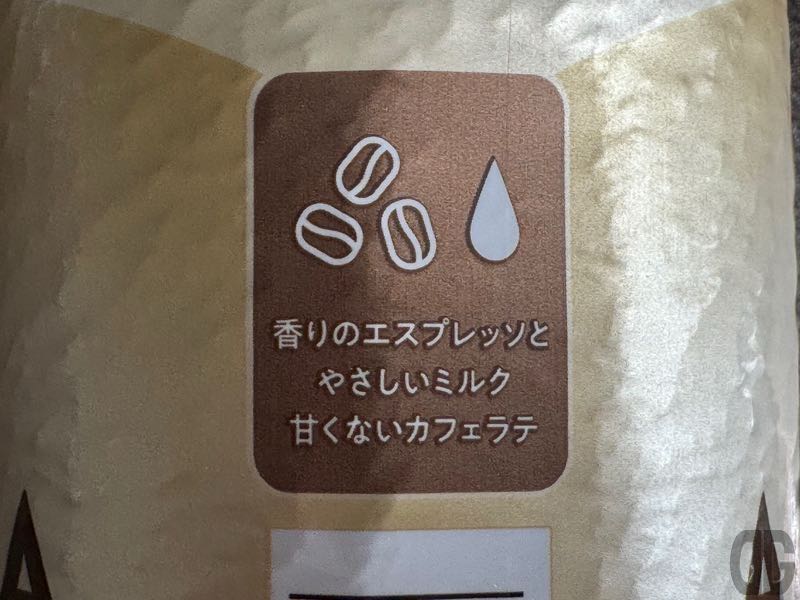 香りのエスプレッソと
やさしいミルク
甘くないカフェラテ